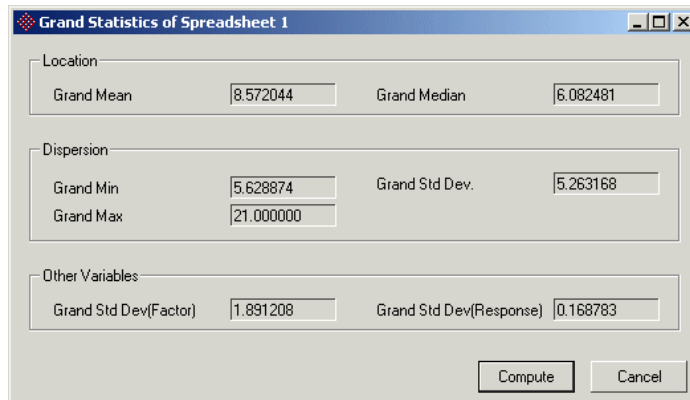 Grand Statistics of Spreadsheet 1
Location
Grand Mean 8.572044 Grand Median 6.082481
Dispersion
Grand Min 5.628874 Grand Std Dev. 5.263168
Grand Max 21.000000
Other Variables
Grand Std Dev(Factor) 1.891208 Grand Std Dev(Response) 0.168783
Compute Cancel